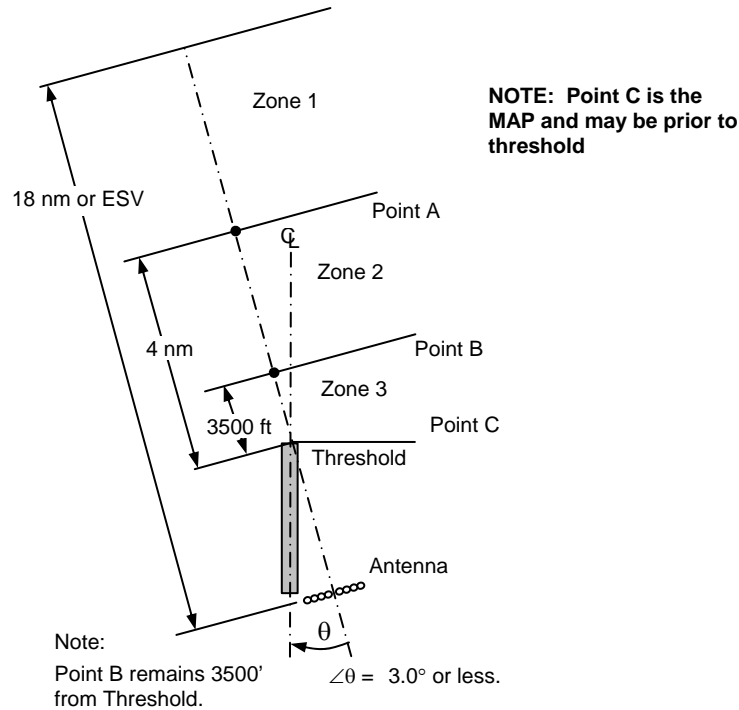 Zone 1
NOTE: Point C is the
MAP and may be prior to
threshold
18 nm or ESV
Point A
℄
Zone 2
4 nm
Point B
Zone 3
3500 ft
Point C
Threshold
Antenna
θ
Note:
Point B remains 3500'
from Threshold.
∠θ = 3.0° or less.